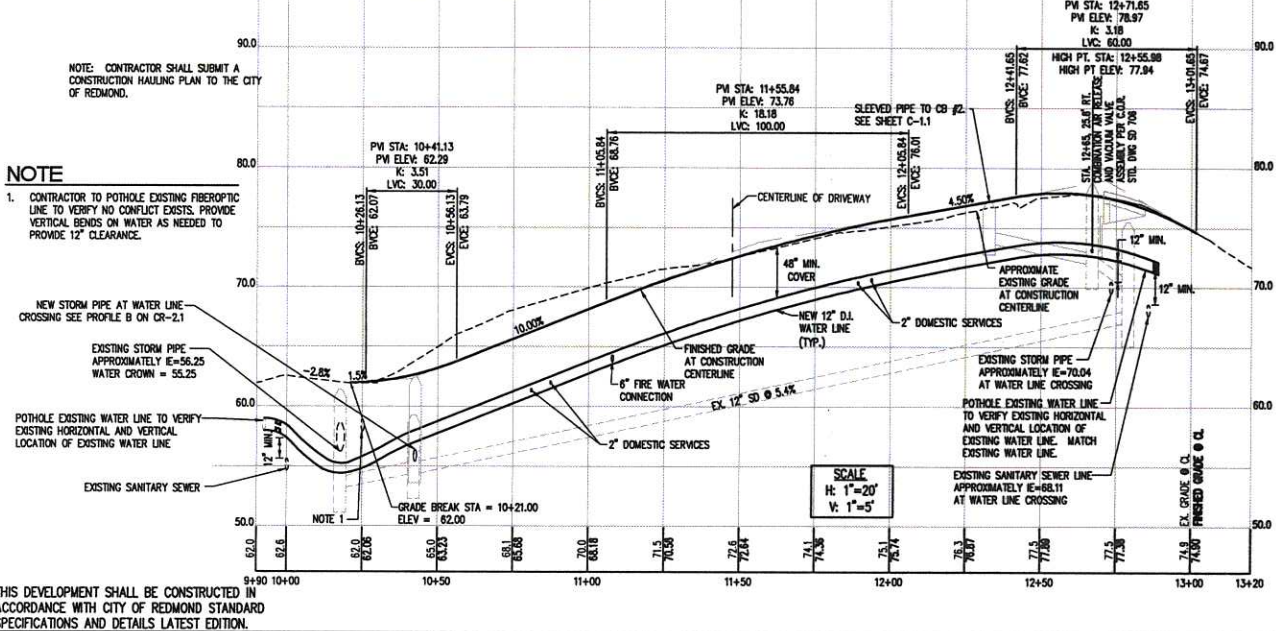 PVI STA: 12+71.65
PVI ELEV: 78.97
K: 3.18
LVC: 60.00
HIGH PT. STA: 12+55.98
HIGH PT ELEV: 77.94
90.0
90.0
NOTE: CONTRACTOR SHALL SUBMIT A
CONSTRUCTION HAULING PLAN TO THE CITY
OF REDMOND.
PVI STA: 11+55.84
PVI ELEV: 73.76
K: 18.18
LVC: 100.00
SLEEVED PIPE TO CB #2
SEE SHEET C-1.1
BVCS: 12+41.65
BVCE: 77.62
STA. 12+65, 25.8' RT.
COMBINATION AIR RELEASE
AND VACUUM VALVE
ASSEMBLY PER C.O.R.
STD. DWG SD 708
EVCS: 13+01.65
EVCE: 74.67
80.0
80.0
NOTE
1. CONTRACTOR TO POTHOLE EXISTING FIBEROPTIC
LINE TO VERIFY NO CONFLICT EXISTS. PROVIDE
VERTICAL BENDS ON WATER AS NEEDED TO
PROVIDE 12" CLEARANCE.
PVI STA: 10+41.13
PVI ELEV: 62.29
K: 3.51
LVC: 30.00
EVCS: 10+26.13
BVCE: 62.07
EVCS: 10+56.13
EVCE: 63.79
BVCS: 11+05.84
BVCE: 68.76
EVCS: 12+05.84
EVCE: 76.01
CENTERLINE OF DRIVEWAY
4.50%
48" MIN.
COVER
12" MIN.
12" MIN.
APPROXIMATE
EXISTING GRADE
AT CONSTRUCTION
CENTERLINE
70.0
70.0
NEW STORM PIPE AT WATER LINE
CROSSING SEE PROFILE B ON CR-2.1
10.00%
NEW 12" D.I.
WATER LINE
(TYP.)
2" DOMESTIC SERVICES
FINISHED GRADE
AT CONSTRUCTION
CENTERLINE
EXISTING STORM PIPE
APPROXIMATELY IE=56.25
WATER CROWN = 55.25
-2.8%
1.5%
6" FIRE WATER
CONNECTION
EXISTING STORM PIPE
APPROXIMATELY IE=70.04
AT WATER LINE CROSSING
60.0
60.0
EX. 12" SD @ 5.4%
POTHOLE EXISTING WATER LINE TO VERIFY
EXISTING HORIZONTAL AND VERTICAL
LOCATION OF EXISTING WATER LINE
12" MIN.
2" DOMESTIC SERVICES
POTHOLE EXISTING WATER LINE
TO VERIFY EXISTING HORIZONTAL
AND VERTICAL LOCATION OF
EXISTING WATER LINE. MATCH
EXISTING WATER LINE.
EXISTING SANITARY SEWER
SCALE
H: 1"=20'
V: 1"=5'
EXISTING SANITARY SEWER LINE
APPROXIMATELY IE=68.11
AT WATER LINE CROSSING
EX. GRADE @ CL
FINISHED GRADE @ CL
NOTE 1
GRADE BREAK STA = 10+21.00
ELEV = 62.00
50.0
50.0
62.0
62.6
62.0
62.06
65.0
63.23
68.1
65.68
70.0
68.18
71.5
70.58
72.6
72.64
74.1
74.36
75.1
75.74
76.3
76.87
77.5
77.89
77.5
77.38
74.9
74.90
9+90 10+00 10+50 11+00 11+50 12+00 12+50 13+00 13+20
THIS DEVELOPMENT SHALL BE CONSTRUCTED IN
ACCORDANCE WITH CITY OF REDMOND STANDARD
SPECIFICATIONS AND DETAILS LATEST EDITION.